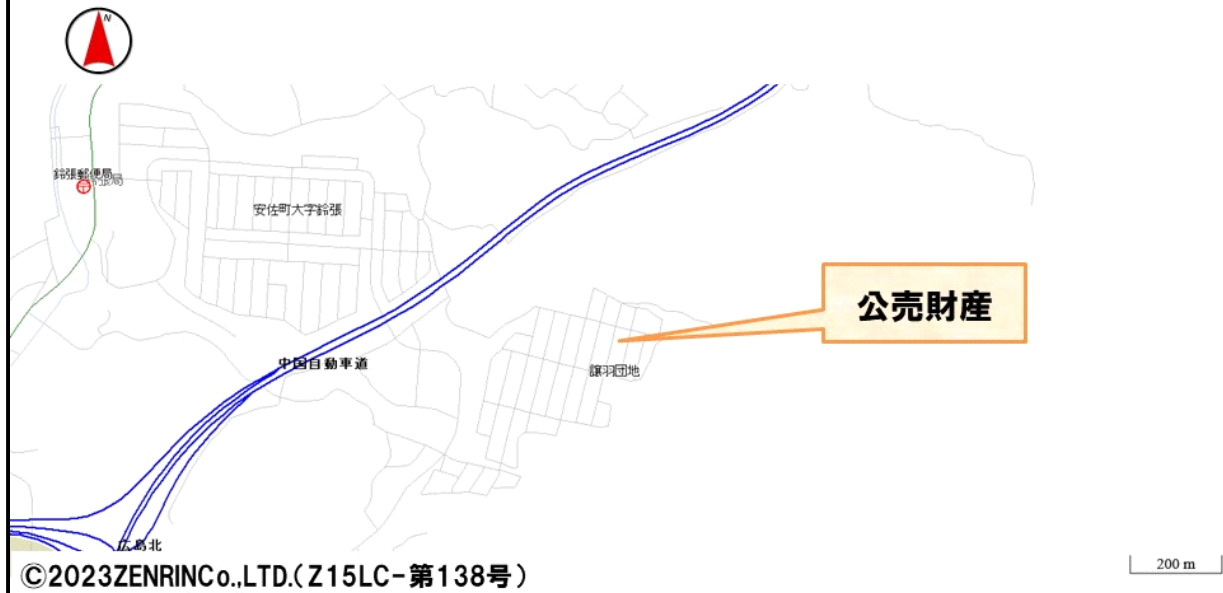 N
鈴張郵便局
安佐町大字鈴張
公売財産
中国自動車道
譲羽団地
広島北
©2023ZENRINCo.,LTD.(Z15LC-第138号)
200 m